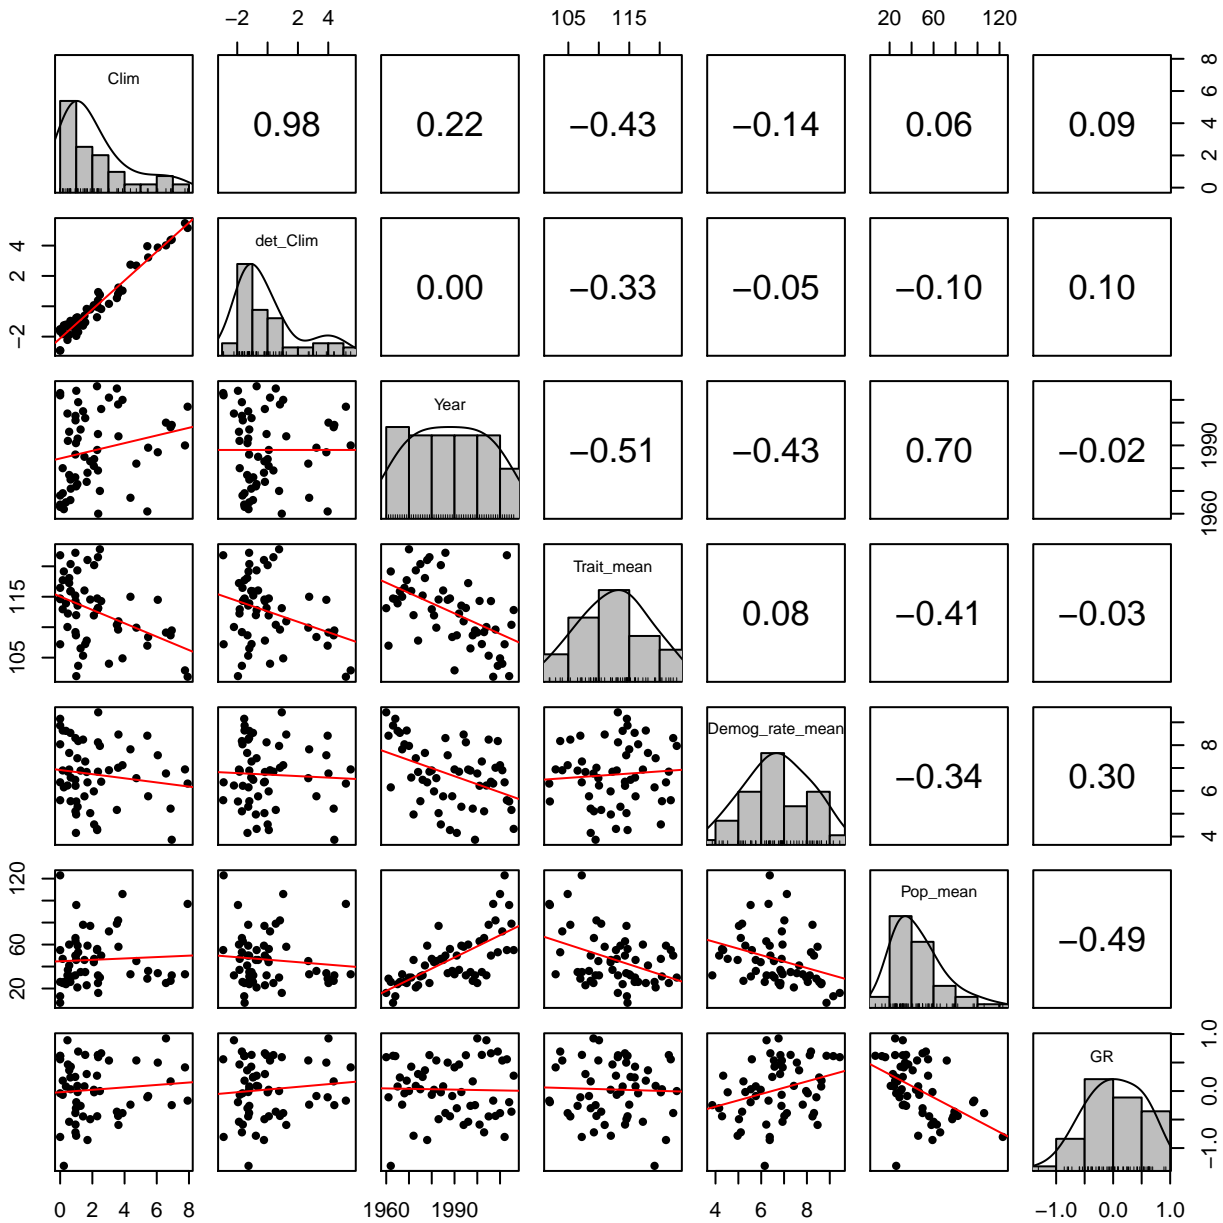 −2 2 4 105 115 20 60 120
Clim 0.98 0.22 −0.43 −0.14 0.06 0.09
0 2 4 6 8
−2 2 4
det_Clim 0.00 −0.33 −0.05 −0.10 0.10
Year −0.51 −0.43 0.70 −0.02
1960 1990
105 115
Trait_mean 0.08 −0.41 −0.03
Demog_rate_mean −0.34 0.30
4 6 8
20 60 120
Pop_mean −0.49
GR
−1.0 0.0 1.0
0 2 4 6 8 1960 1990 4 6 8 −1.0 0.0 1.0